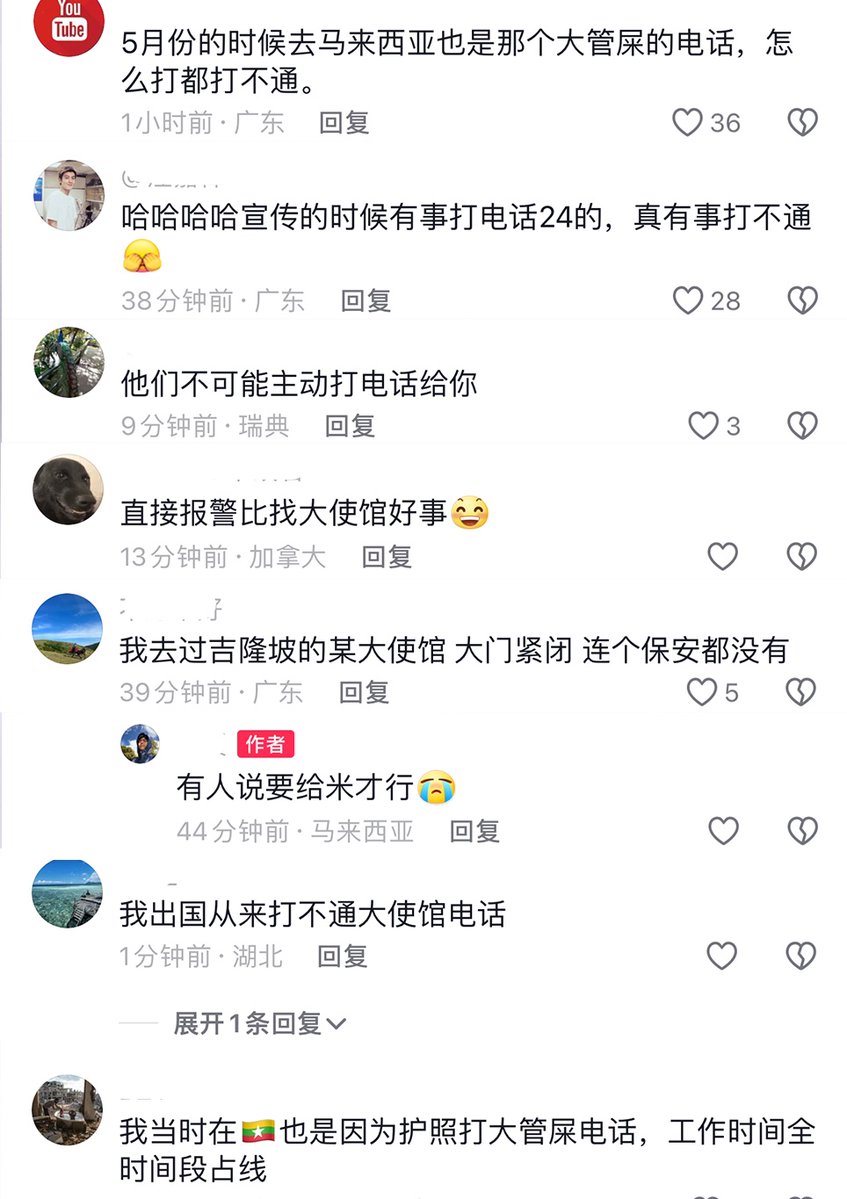 You
Tube
5月份的时候去马来西亚也是那个大管屎的电话，怎
么打都打不通。
1小时前·广东 回复 36
哈哈哈哈宣传的时候有事打电话24的，真有事打不通
38分钟前·广东 回复 28
他们不可能主动打电话给你
9分钟前·瑞典 回复 3
直接报警比找大使馆好事
13分钟前·加拿大 回复
我去过吉隆坡的某大使馆 大门紧闭 连个保安都没有
39分钟前·广东 回复 5
作者
有人说要给米才行
44分钟前·马来西亚 回复
我出国从来打不通大使馆电话
1分钟前·湖北 回复
展开1条回复
我当时在🇲🇲也是因为护照打大管屎电话，工作时间全
时间段占线